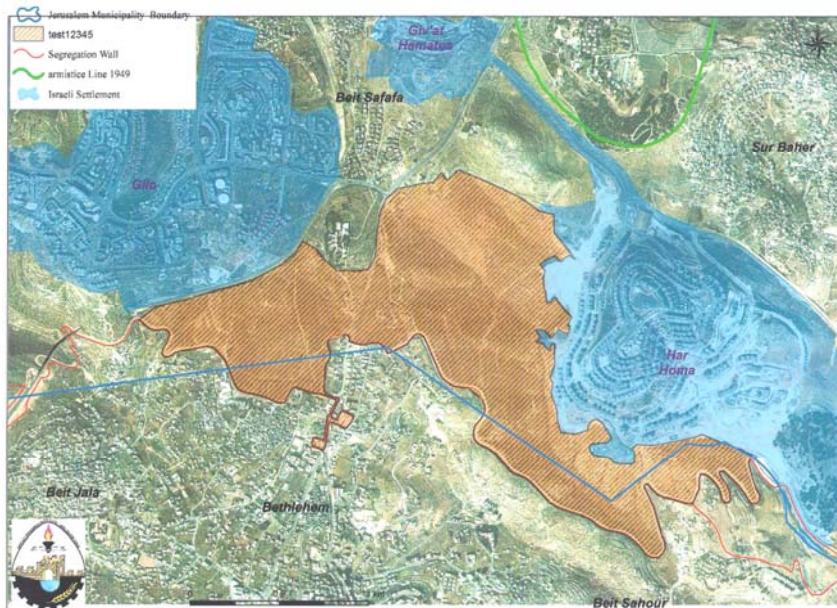 Jerusalem Municipality Boundary
test12345
Segregation Wall
armistice Line 1949
Israeli Settlement
Giv'at
Hamatus
Beit Safafa
Sur Baher
Gilo
Har
Homa
Beit Jala
Bethlehem
Beit Sahour